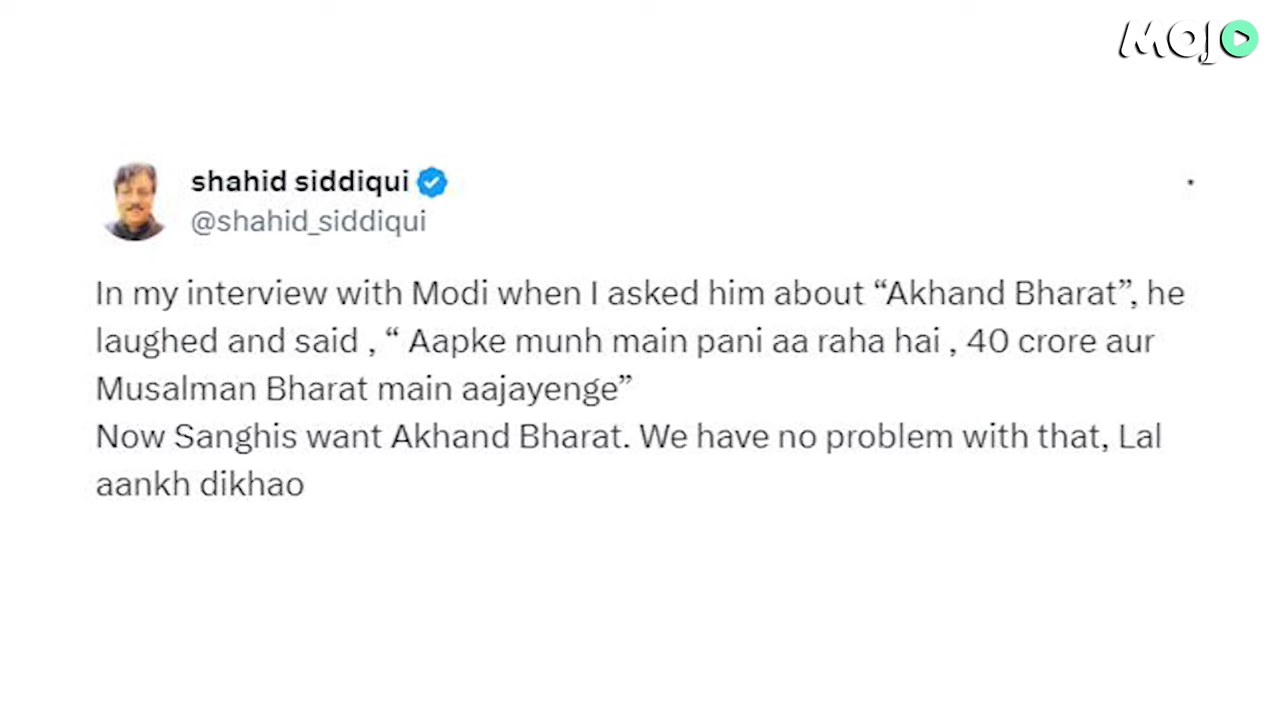 MOJO
shahid siddiqui
@shahid_siddiqui
In my interview with Modi when I asked him about “Akhand Bharat”, he
laughed and said , “ Aapke munh main pani aa raha hai , 40 crore aur
Musalman Bharat main aajayenge”
Now Sanghis want Akhand Bharat. We have no problem with that, Lal
aankh dikhao